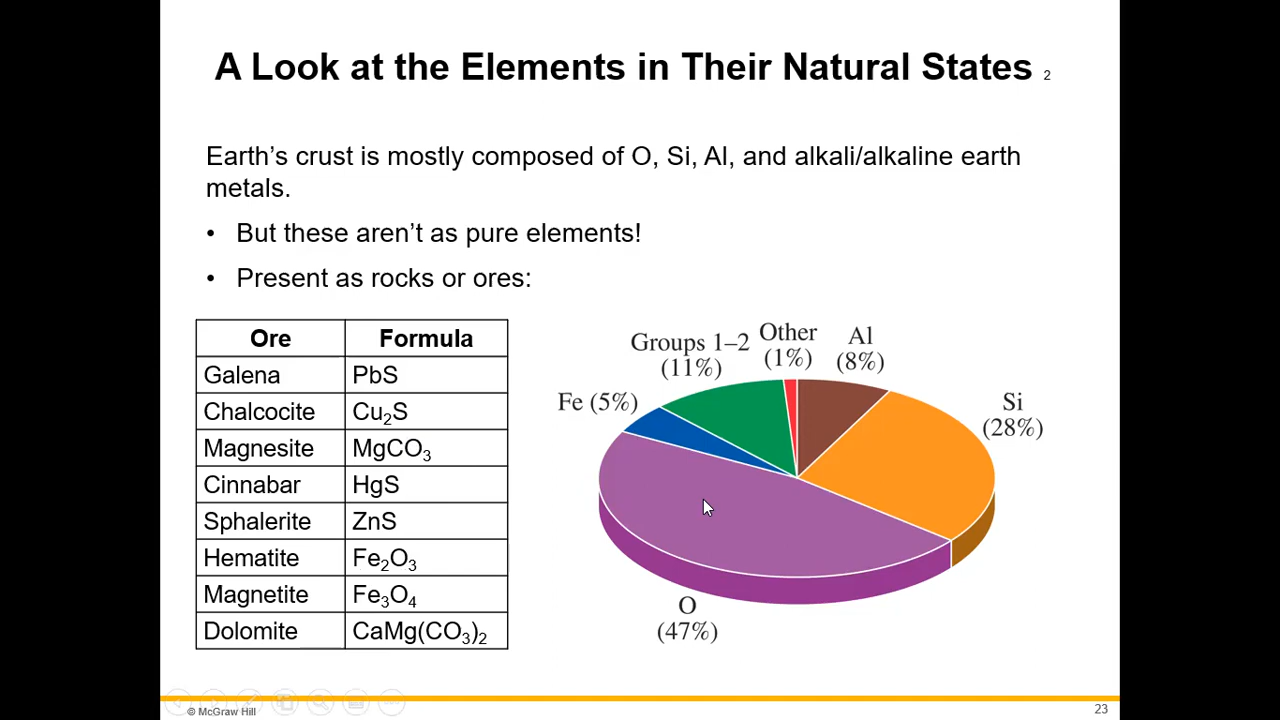 A Look at the Elements in Their Natural States 2
Earth's crust is mostly composed of O, Si, Al, and alkali/alkaline earth
metals.
• But these aren't as pure elements!
• Present as rocks or ores:
Ore Formula
Galena PbS
Chalcocite Cu₂S
Magnesite MgCO₃
Cinnabar HgS
Sphalerite ZnS
Hematite Fe₂O₃
Magnetite Fe₃O₄
Dolomite CaMg(CO₃)₂
Groups 1–2
(11%)
Other
(1%)
Al
(8%)
Fe (5%)
Si
(28%)
O
(47%)
© McGraw Hill
23